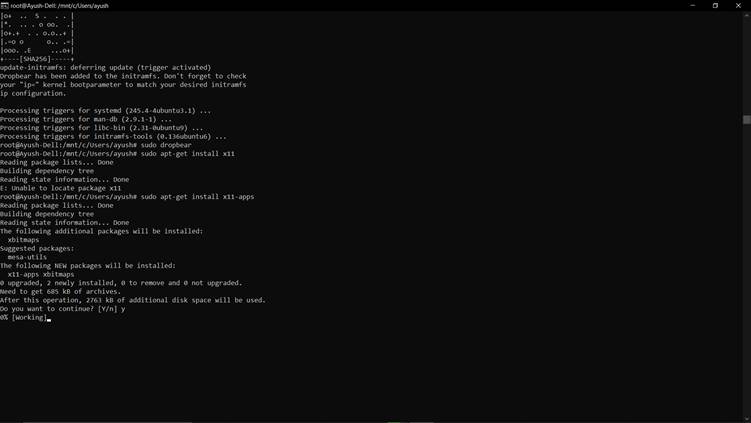 root@Ayush-Dell: /mnt/c/Users/ayush
|o+  ..  S . . . |
|*.  .. . o oo.  .|
|o+.+  . . o.o..+ |
|.=o o     o.. .=|
|ooo. .E     ...o+|
+----[SHA256]-----+
update-initramfs: deferring update (trigger activated)
Dropbear has been added to the initramfs. Don't forget to check
your "ip=" kernel bootparameter to match your desired initramfs
ip configuration.
Processing triggers for systemd (245.4-4ubuntu3.1) ...
Processing triggers for man-db (2.9.1-1) ...
Processing triggers for libc-bin (2.31-0ubuntu9) ...
Processing triggers for initramfs-tools (0.136ubuntu6) ...
root@Ayush-Dell:/mnt/c/Users/ayush# sudo dropbear
root@Ayush-Dell:/mnt/c/Users/ayush# sudo apt-get install x11
Reading package lists... Done
Building dependency tree
Reading state information... Done
E: Unable to locate package x11
root@Ayush-Dell:/mnt/c/Users/ayush# sudo apt-get install x11-apps
Reading package lists... Done
Building dependency tree
Reading state information... Done
The following additional packages will be installed:
  xbitmaps
Suggested packages:
  mesa-utils
The following NEW packages will be installed:
  x11-apps xbitmaps
0 upgraded, 2 newly installed, 0 to remove and 0 not upgraded.
Need to get 685 kB of archives.
After this operation, 2763 kB of additional disk space will be used.
Do you want to continue? [Y/n] y
0% [Working]